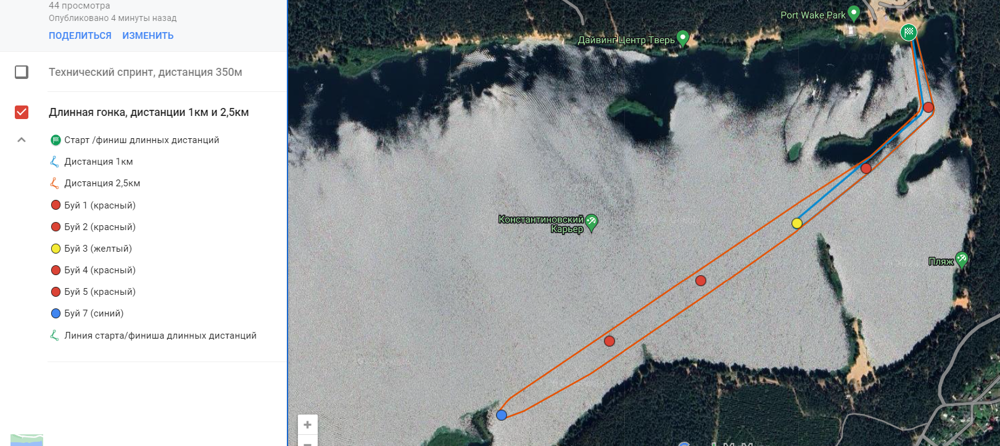 44 просмотра
Опубликовано 4 минуты назад
ПОДЕЛИТЬСЯ ИЗМЕНИТЬ
Технический спринт, дистанция 350м
Длинная гонка, дистанции 1км и 2,5км
Старт /финиш длинных дистанций
Дистанция 1км
Дистанция 2,5км
Буй 1 (красный)
Буй 2 (красный)
Буй 3 (желтый)
Буй 4 (красный)
Буй 5 (красный)
Буй 7 (синий)
Линия старта/финиша длинных дистанций
Port Wake Park
Дайвинг Центр Тверь
Константиновский
Карьер
Пляж
+